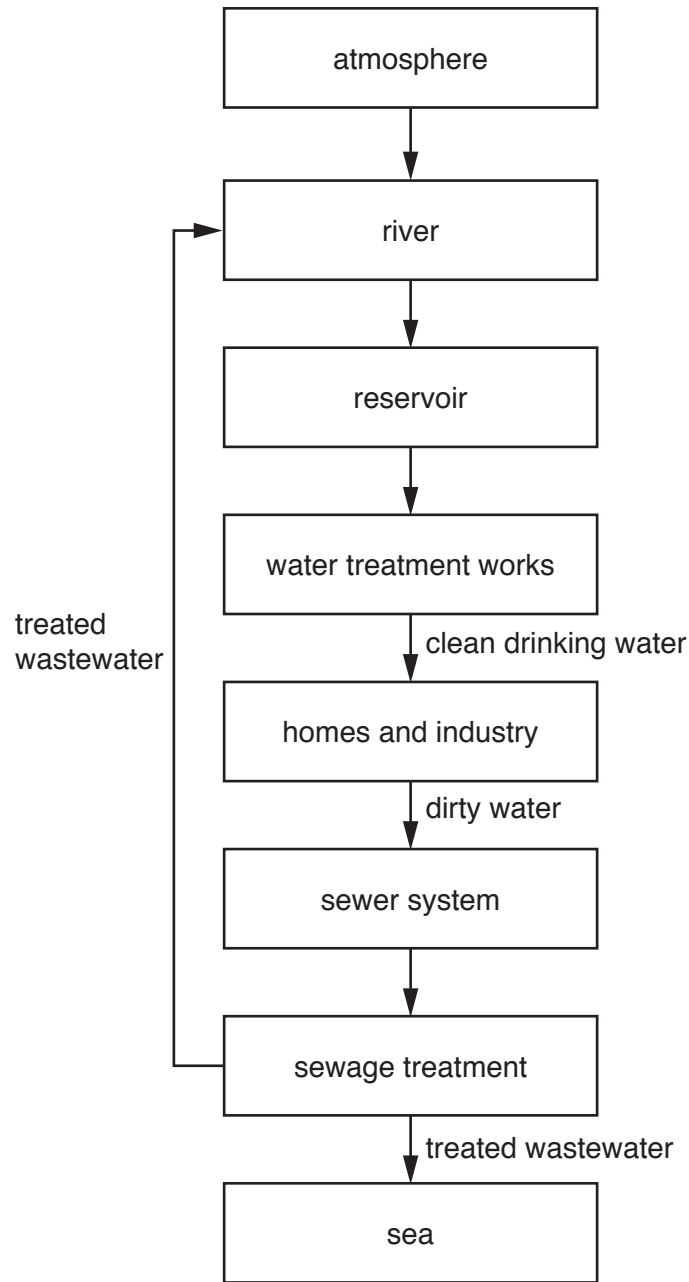 atmosphere
river
reservoir
water treatment works
treated
wastewater
clean drinking water
homes and industry
dirty water
sewer system
sewage treatment
treated wastewater
sea